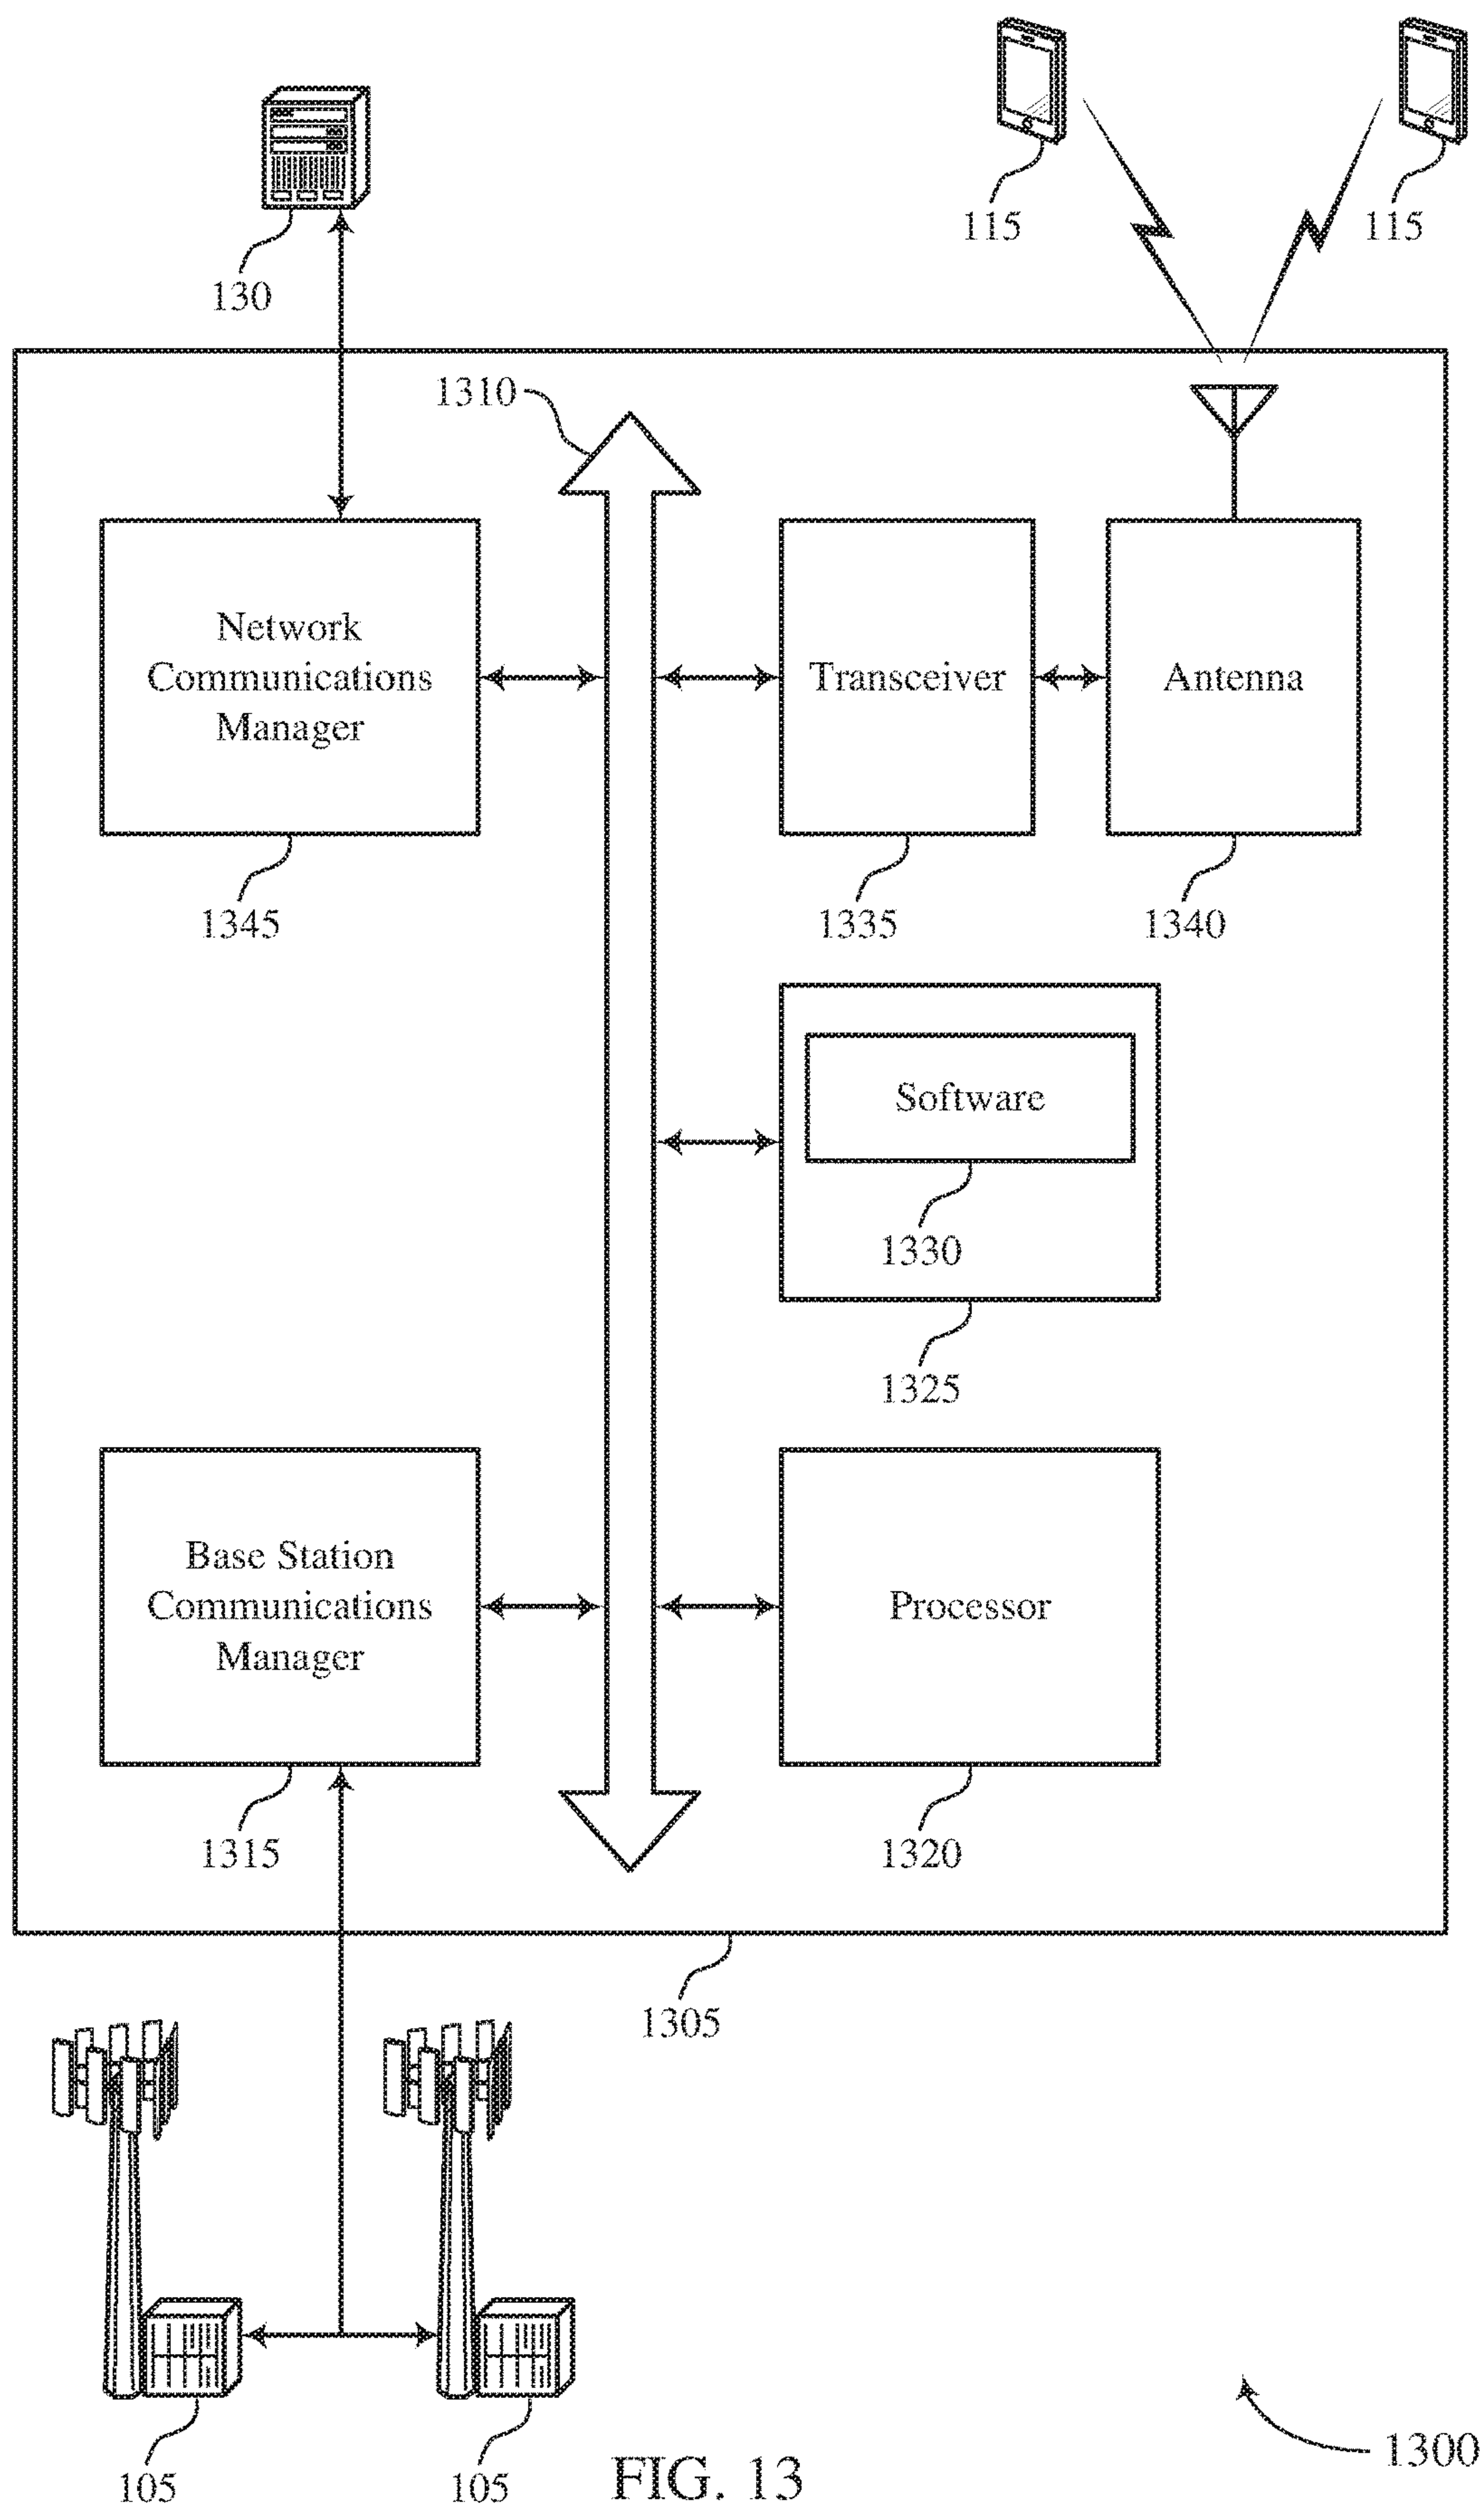 115
115
130
1310
Network
Communications
Manager
Transceiver
Antenna
1345
1335
1340
Software
1330
1325
Base Station
Communications
Manager
Processor
1315
1320
1305
105
105
FIG. 13
1300